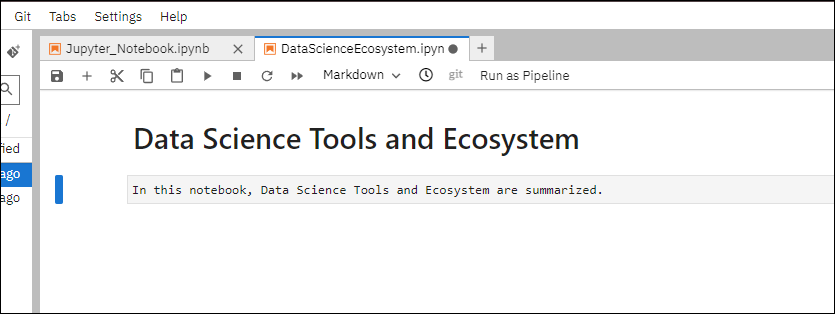 Git Tabs Settings Help
Jupyter_Notebook.ipynb DataScienceEcosystem.ipyn
Markdown git Run as Pipeline
/
fied
ago
ago
Data Science Tools and Ecosystem
In this notebook, Data Science Tools and Ecosystem are summarized.